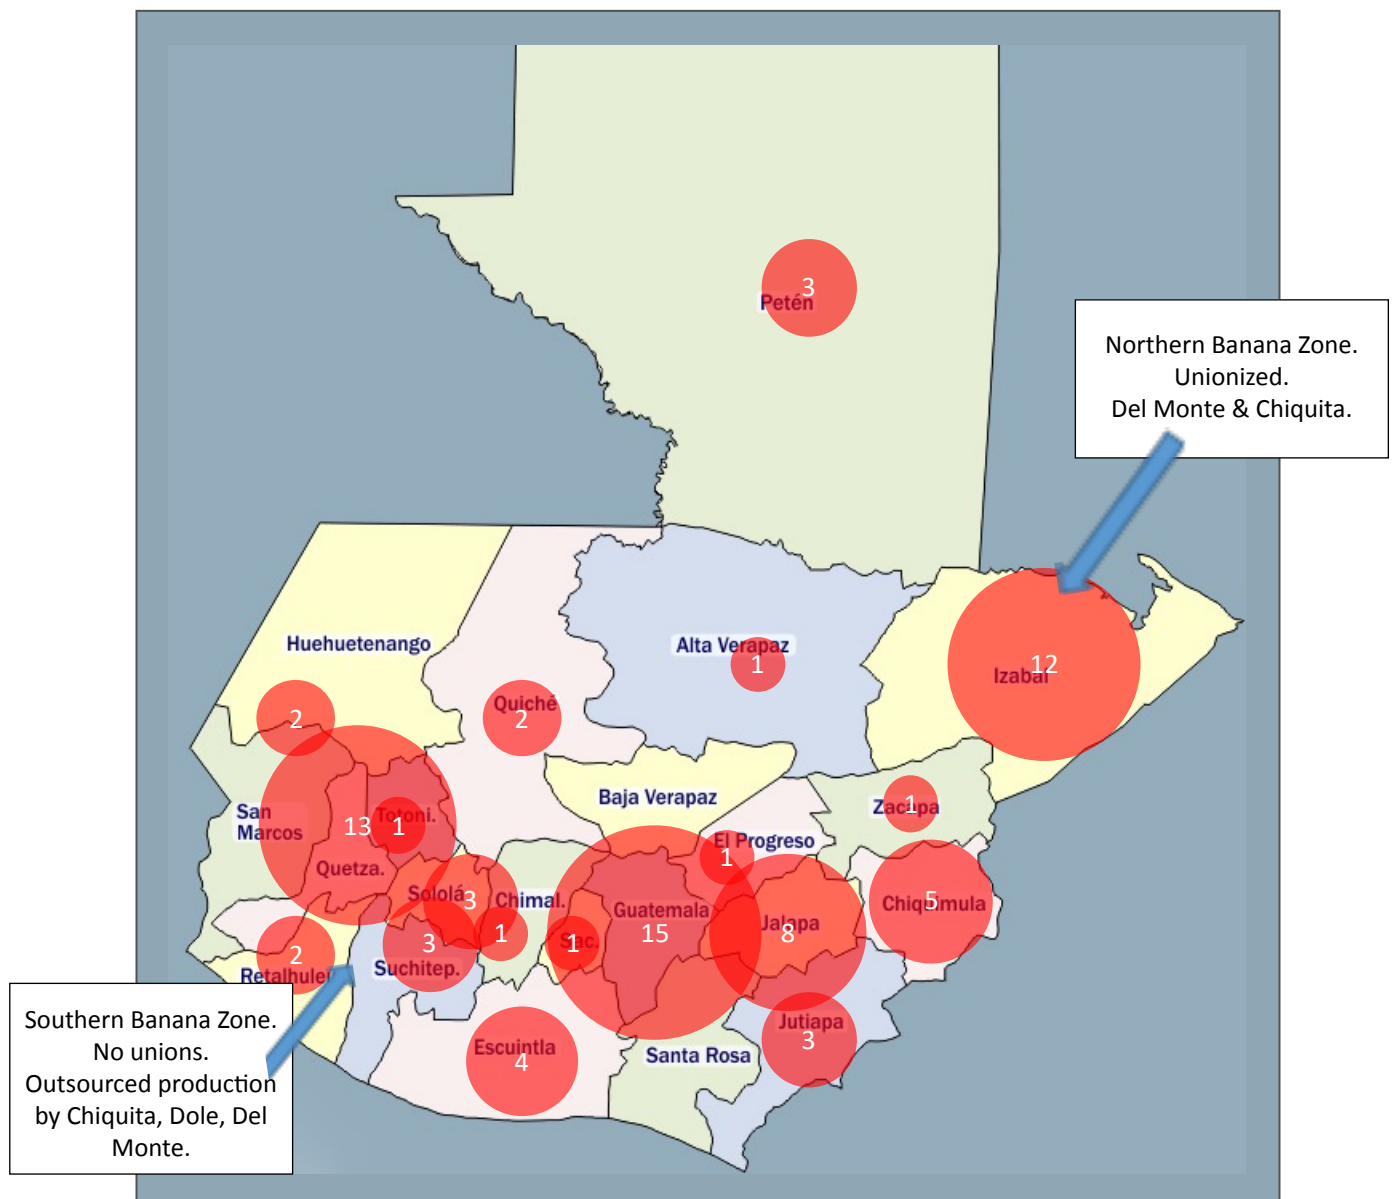 3
Petén
Northern Banana Zone.
Unionized.
Del Monte & Chiquita.
Huehuetenango
Alta Verapaz
1
12
Izabal
Quiché
2
2
Baja Verapaz
San
Marcos
13
Totoni.
1
Quetza.
Zacapa
1
El Progreso
1
Sololá
3
Chimal.
Guatemala
15
Jalapa
8
Chiquimula
5
Suchitep.
3
1
Sac.
1
2
Retalhuleu
Southern Banana Zone.
No unions.
Outsourced production
by Chiquita, Dole, Del
Monte.
Escuintla
4
Santa Rosa
Jutiapa
3